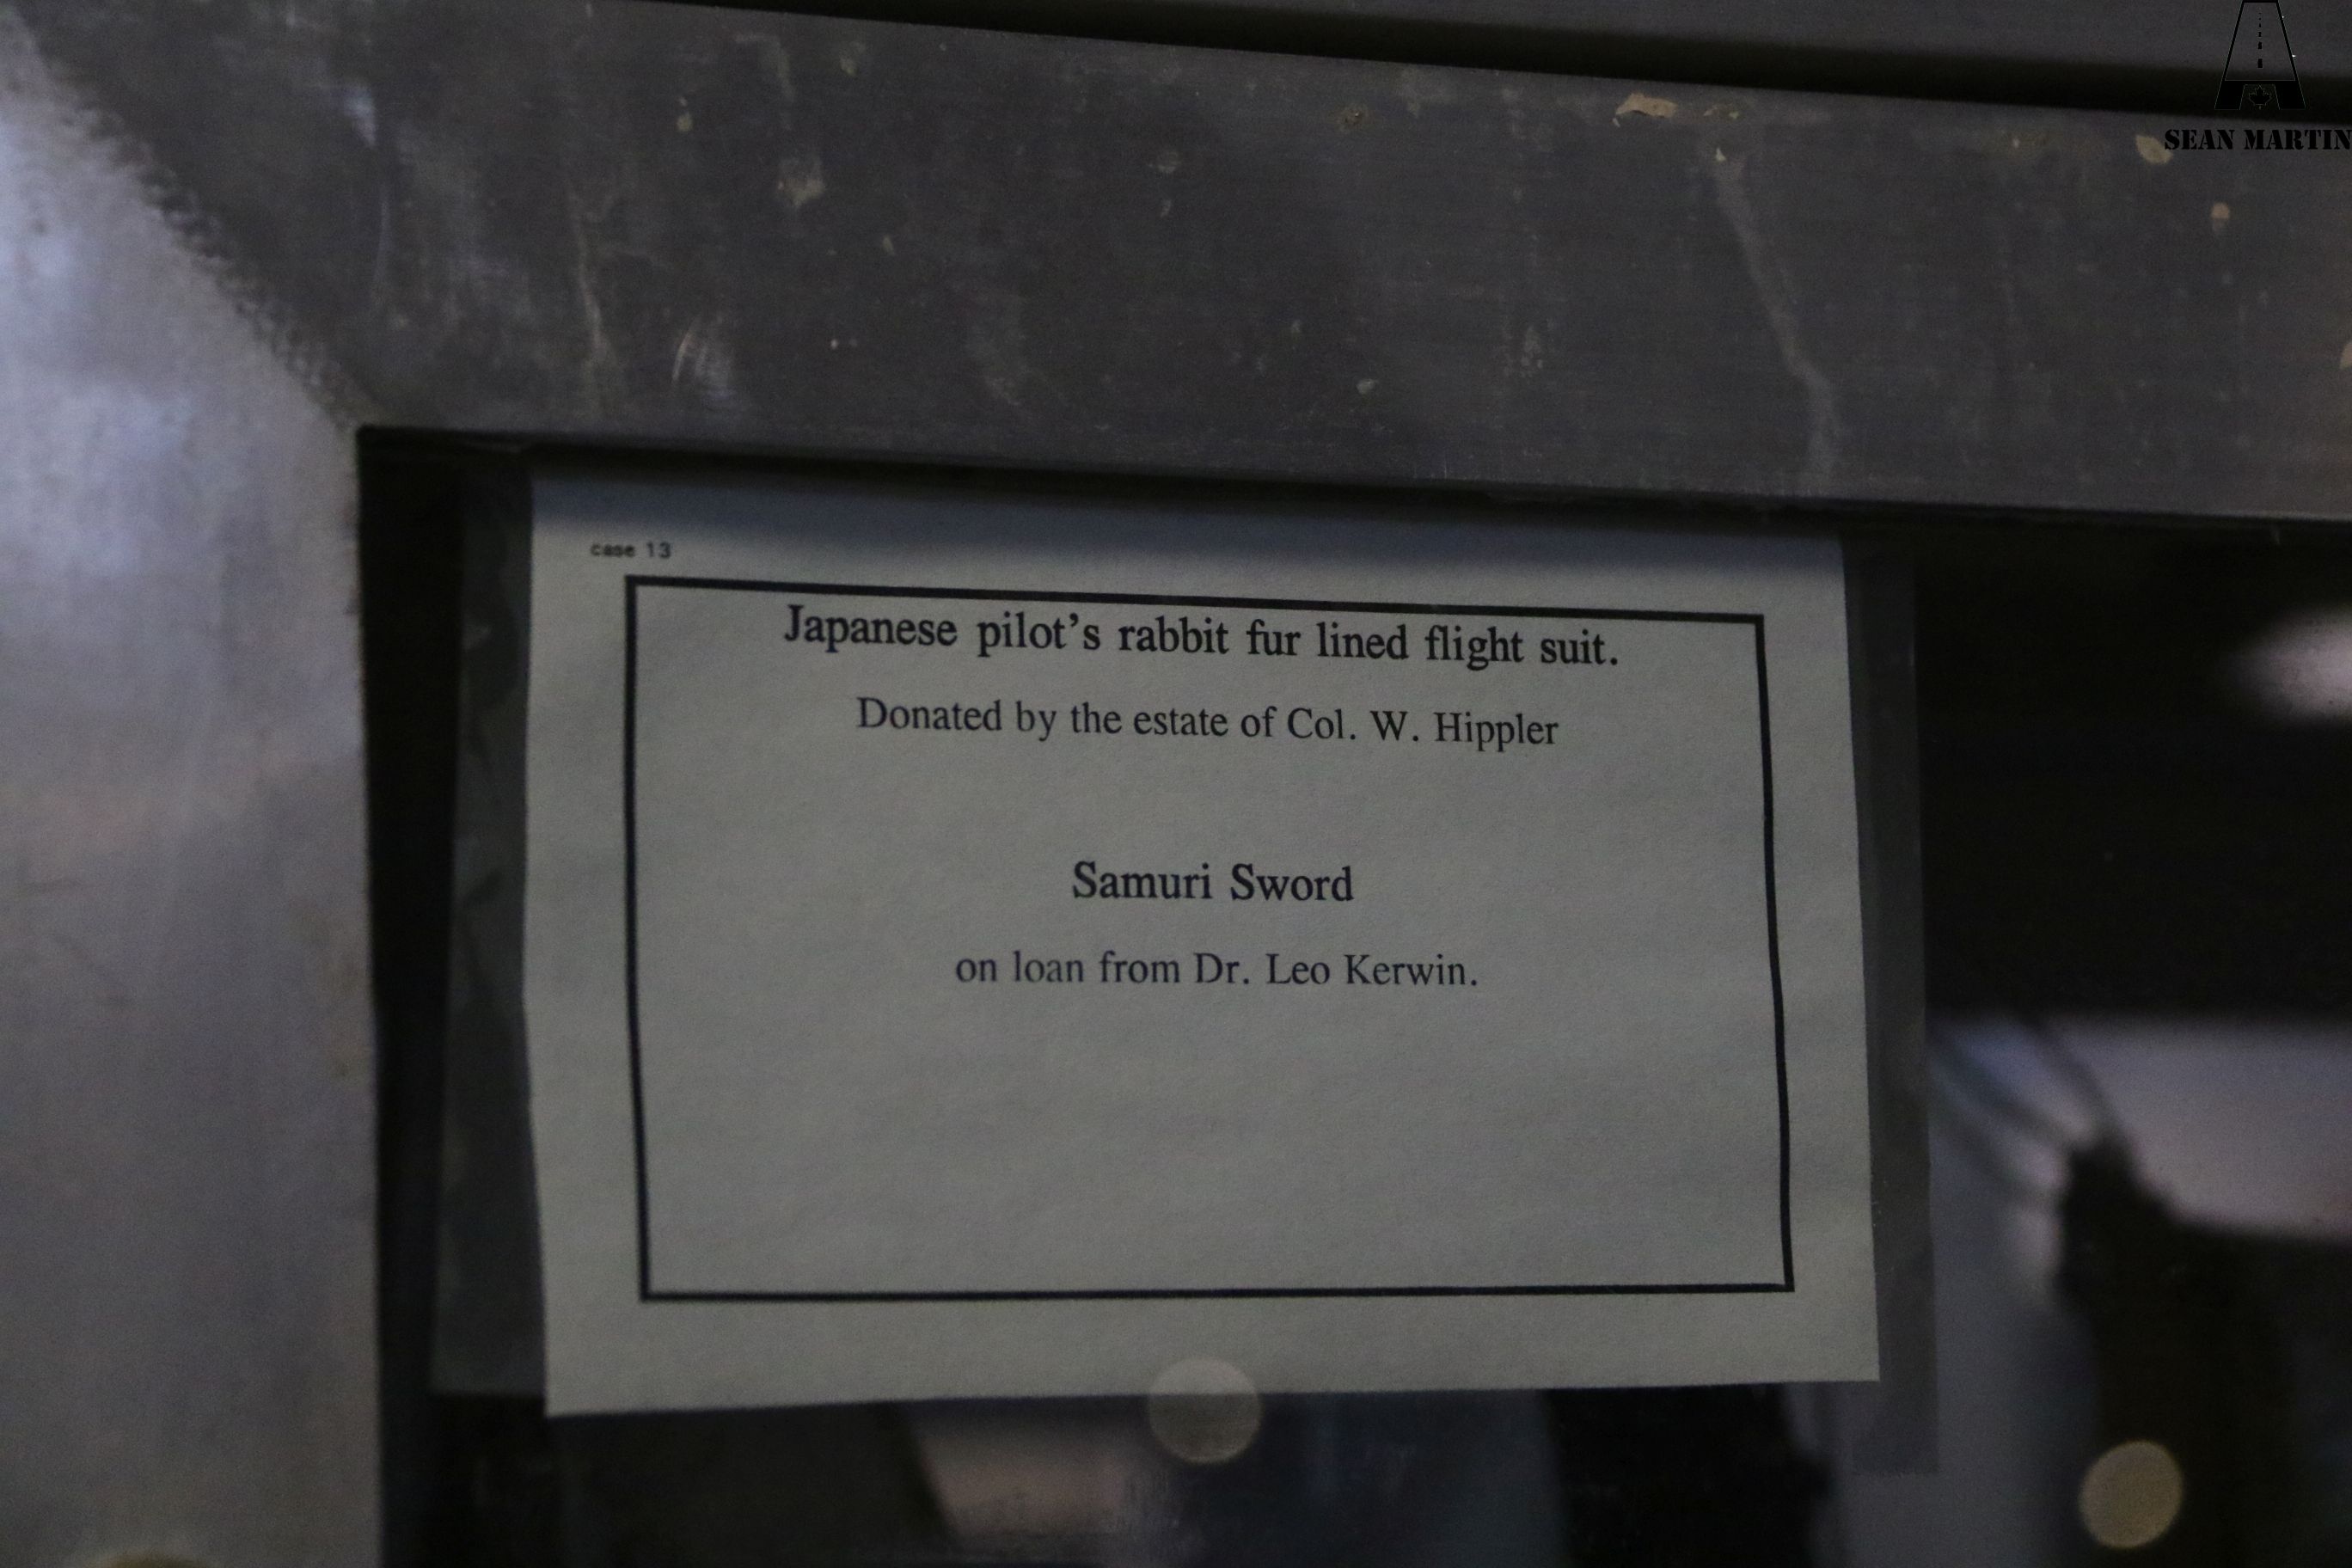 SEAN MARTIN
case 13
Japanese pilot's rabbit fur lined flight suit.
Donated by the estate of Col. W. Hippler
Samuri Sword
on loan from Dr. Leo Kerwin.